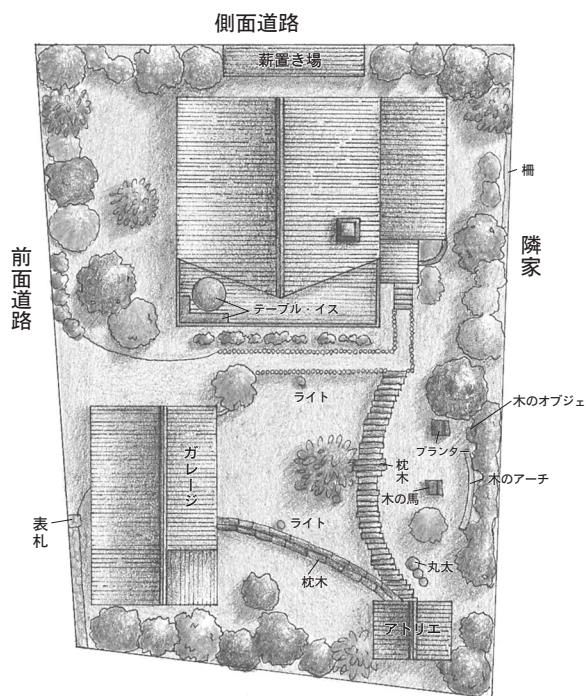 側面道路
薪置き場
柵
隣家
前面道路
テーブル・イス
ライト
木のオブジェ
プランター
枕木
木のアーチ
木の馬
ガレージ
表札
ライト
枕木
丸太
アトリエ